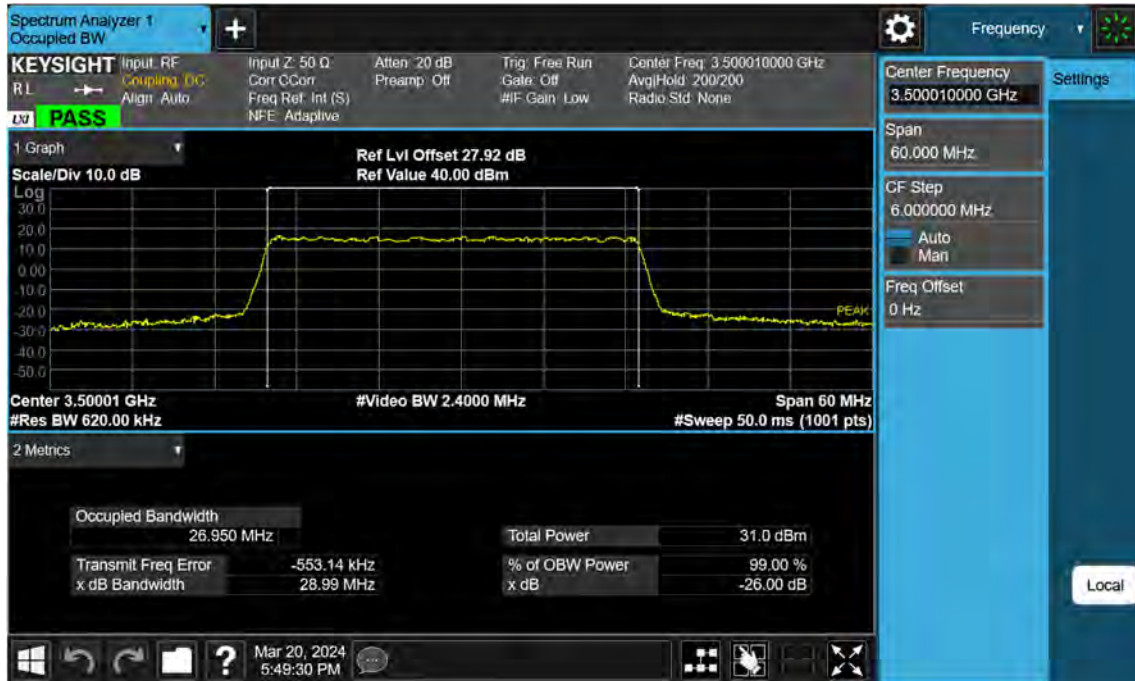 Spectrum Analyzer 1
Occupied BW
+
Frequency
KEYSIGHT
RL
LXI
PASS
Input: RF
Coupling: DC
Align: Auto
Input Z: 50 Ω
Corr CCorr
Freq Ref: Int (S)
NFE: Adaptive
Atten: 20 dB
Preamp: Off
Trig: Free Run
Gate: Off
#IF Gain: Low
Center Freq: 3.500010000 GHz
Avg|Hold: 200/200
Radio Std: None
Center Frequency
3.500010000 GHz
Settings
Span
60.000 MHz
CF Step
6.000000 MHz
Auto
Man
Freq Offset
0 Hz
1 Graph
Scale/Div 10.0 dB
Ref Lvl Offset 27.92 dB
Ref Value 40.00 dBm
Log
30.0
20.0
10.0
0.00
-10.0
-20.0
-30.0
-40.0
-50.0
PEAK
Center 3.50001 GHz
#Video BW 2.4000 MHz
Span 60 MHz
#Res BW 620.00 kHz
#Sweep 50.0 ms (1001 pts)
2 Metrics
Occupied Bandwidth
26.950 MHz
Total Power 31.0 dBm
Transmit Freq Error -553.14 kHz
% of OBW Power 99.00 %
x dB Bandwidth 28.99 MHz
x dB -26.00 dB
Local
?
Mar 20, 2024
5:49:30 PM